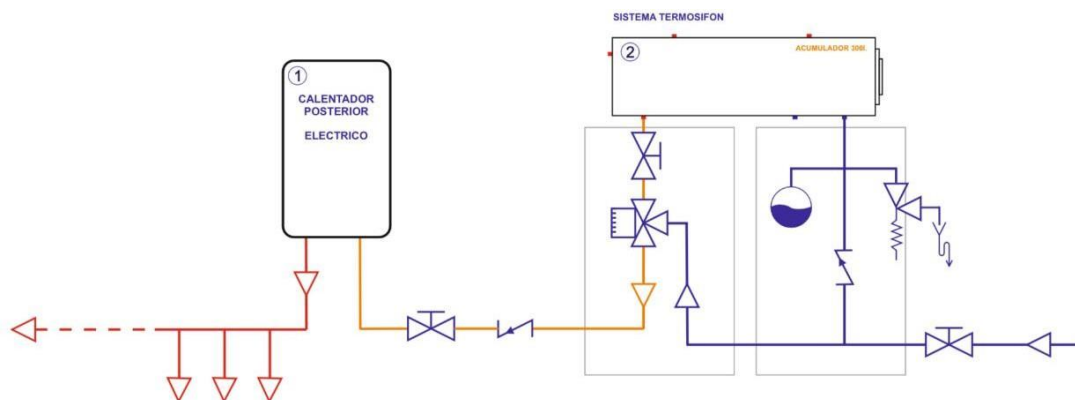 SISTEMA TERMOSIFON
1
CALENTADOR
POSTERIOR
ELECTRICO
2
ACUMULADOR 300l.